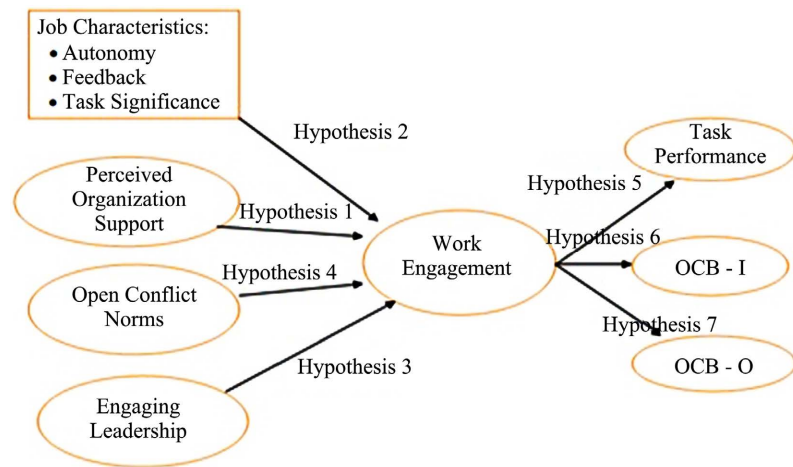 Job Characteristics:
• Autonomy
• Feedback
• Task Significance
Hypothesis 2
Perceived
Organization
Support
Hypothesis 1
Open Conflict
Norms
Hypothesis 4
Engaging
Leadership
Hypothesis 3
Work
Engagement
Hypothesis 5
Task
Performance
Hypothesis 6
OCB - I
Hypothesis 7
OCB - O